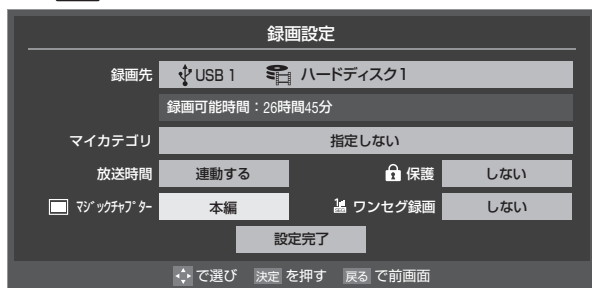 録画設定
録画先 USB 1 ハードディスク1
録画可能時間：26時間45分
マイカテゴリ 指定しない
放送時間 連動する 保護 しない
マジックチャプター 本編 ワンセグ録画 しない
設定完了
で選び 決定 を押す 戻る で前画面